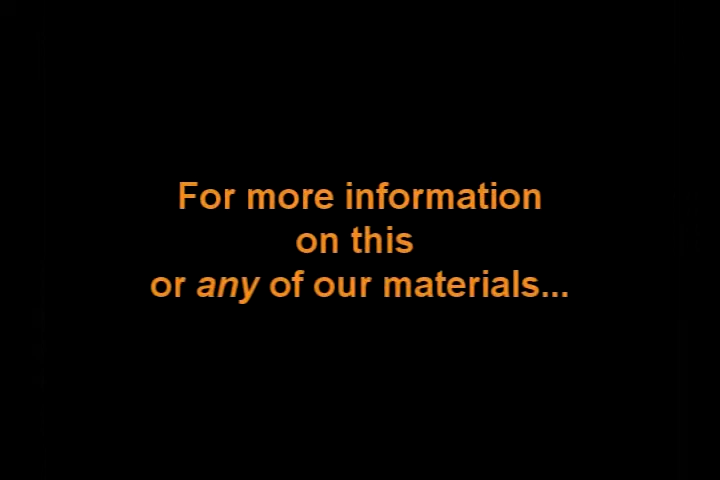 For more information
on this
or any of our materials...